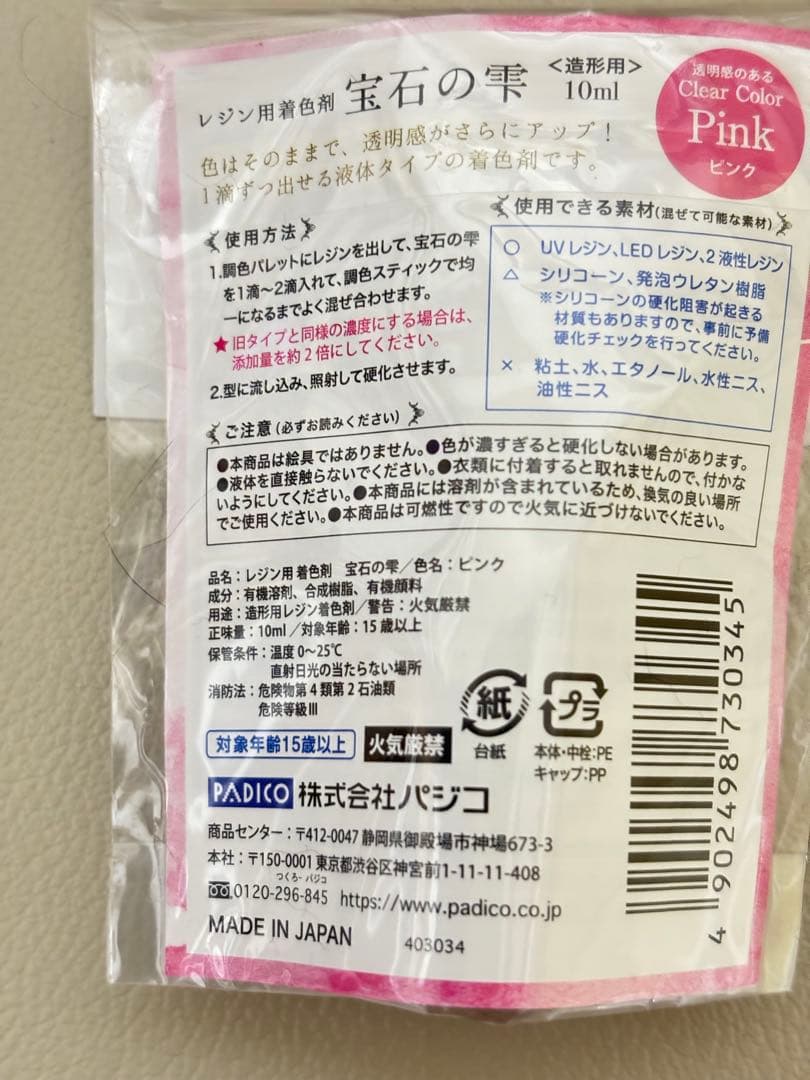 レジン用着色剤 宝石の雫 <造形用> 10ml
透明感のある
Clear Color
Pink
ピンク
色はそのままで、透明感がさらにアップ！
1滴ずつ出せる液体タイプの着色剤です。
使用方法
1.調色パレットにレジンを出して、宝石の雫
を1滴～2滴入れて、調色スティックで均
一になるまでよく混ぜ合わせます。
★旧タイプと同様の濃度にする場合は、
添加量を約2倍にしてください。
2.型に流し込み、照射して硬化させます。
使用できる素材(混ぜて可能な素材)
○ UVレジン、LEDレジン、2液性レジン
△ シリコーン、発泡ウレタン樹脂
※シリコーンの硬化阻害が起きる
材質もありますので、事前に予備
硬化チェックを行ってください。
× 粘土、水、エタノール、水性ニス、
油性ニス
ご注意(必ずお読みください)
●本商品は絵具ではありません。●色が濃すぎると硬化しない場合があります。
●液体を直接触らないでください。●衣類に付着すると取れませんので、付かな
いようにしてください。●本商品には溶剤が含まれているため、換気の良い場所
でご使用ください。●本商品は可燃性ですので火気に近づけないでください。
品名：レジン用 着色剤 宝石の雫／色名：ピンク
成分：有機溶剤、合成樹脂、有機顔料
用途：造形用レジン着色剤／警告：火気厳禁
正味量：10ml／対象年齢：15歳以上
保管条件：温度0～25℃
直射日光の当たらない場所
消防法：危険物第4類第2石油類
危険等級Ⅲ
対象年齢15歳以上 火気厳禁
紙
台紙
プラ
本体・中栓:PE
キャップ:PP
PADICO 株式会社パジコ
商品センター：〒412-0047 静岡県御殿場市神場673-3
本社：〒150-0001 東京都渋谷区神宮前1-11-11-408
つくろー パジコ
0120-296-845 https://www.padico.co.jp
MADE IN JAPAN 403034
4 902498 730345